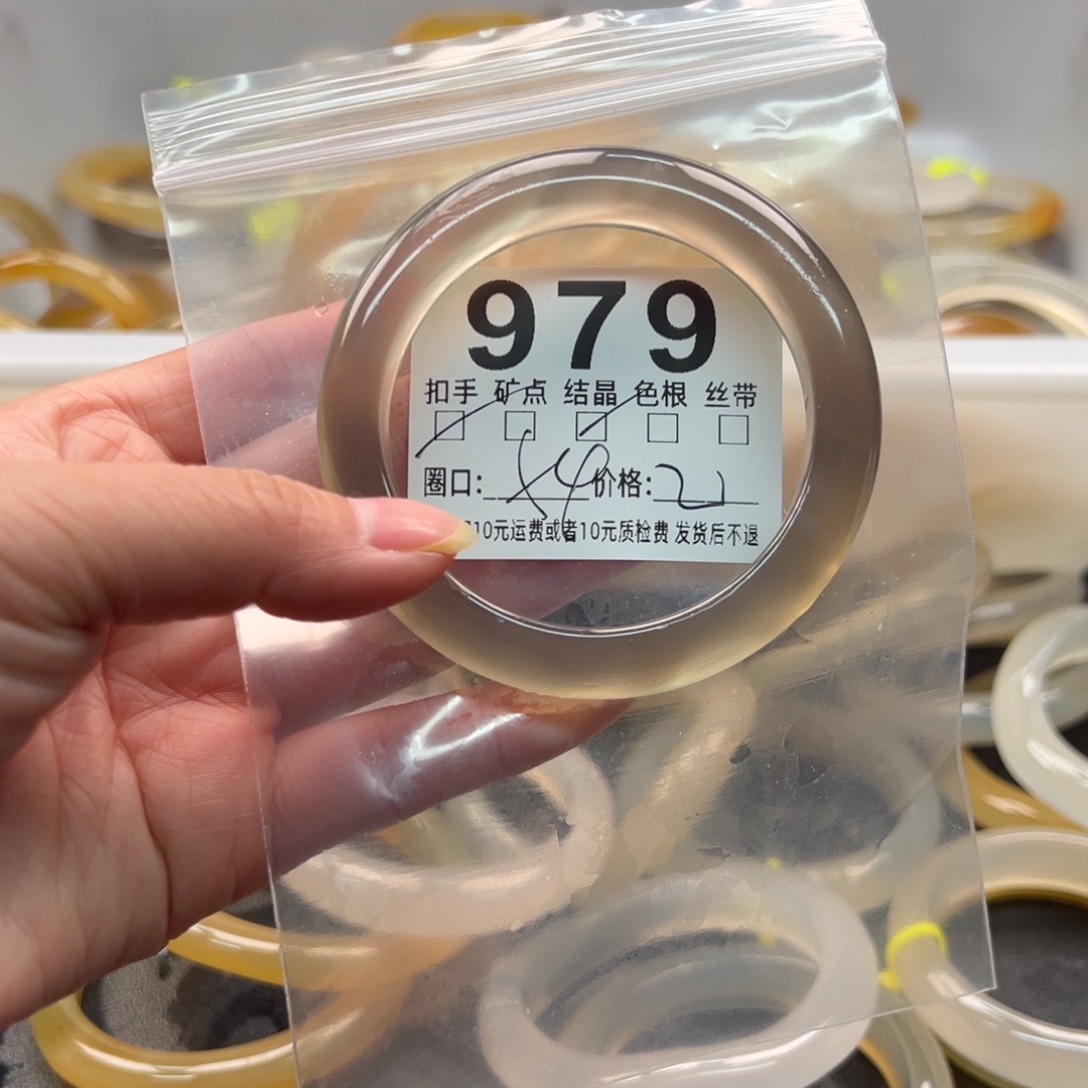 979
扣手 矿点 结晶 色根 丝带
圈口: 价格:
10元运费或者10元质检费 发货后不退